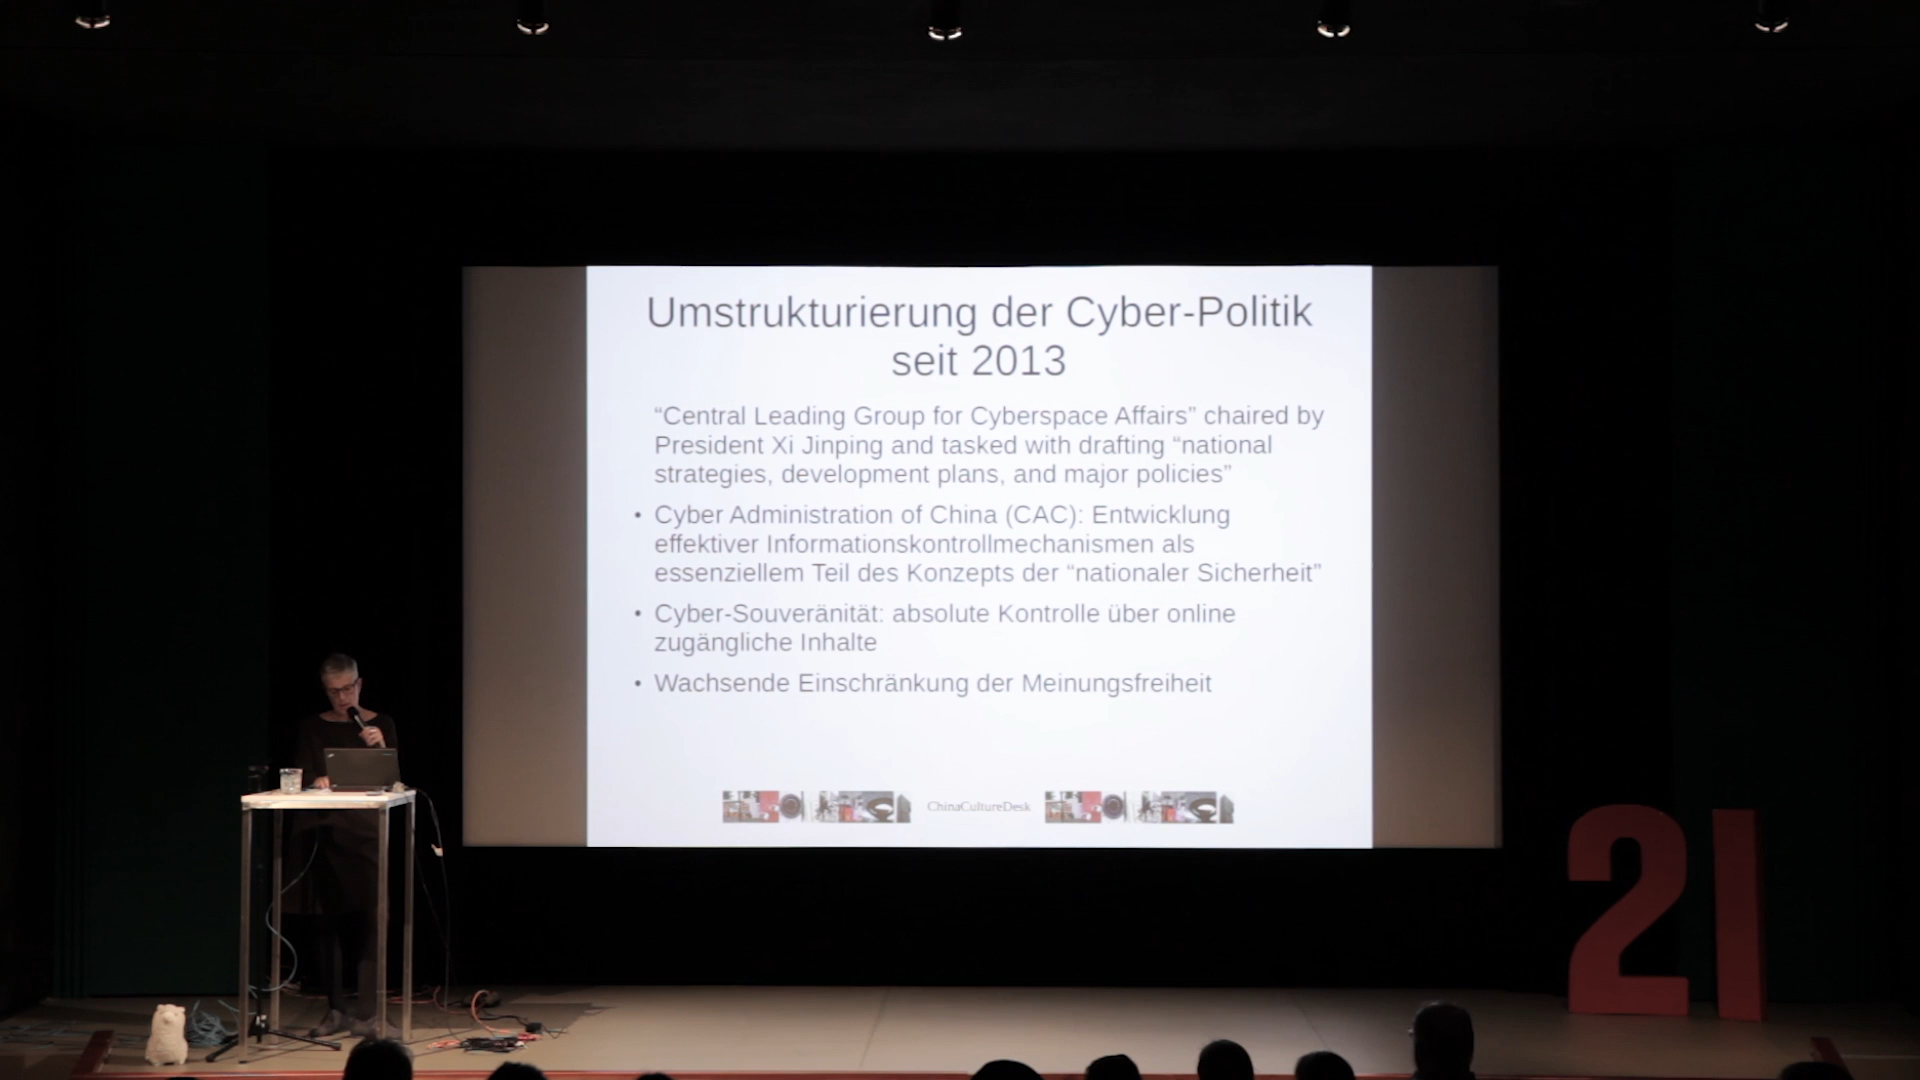 Umstrukturierung der Cyber-Politik
seit 2013
“Central Leading Group for Cyberspace Affairs” chaired by
President Xi Jinping and tasked with drafting “national
strategies, development plans, and major policies”
• Cyber Administration of China (CAC): Entwicklung
effektiver Informationskontrollmechanismen als
essenziellem Teil des Konzepts der “nationaler Sicherheit”
• Cyber-Souveränität: absolute Kontrolle über online
zugängliche Inhalte
• Wachsende Einschränkung der Meinungsfreiheit
ChinaCultureDesk
21